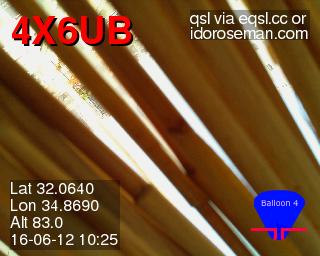 4X6UB
qsl via eqsl.cc or
idoroseman.com
Lat 32.0640
Lon 34.8690
Alt 83.0
16-06-12 10:25
Balloon 4